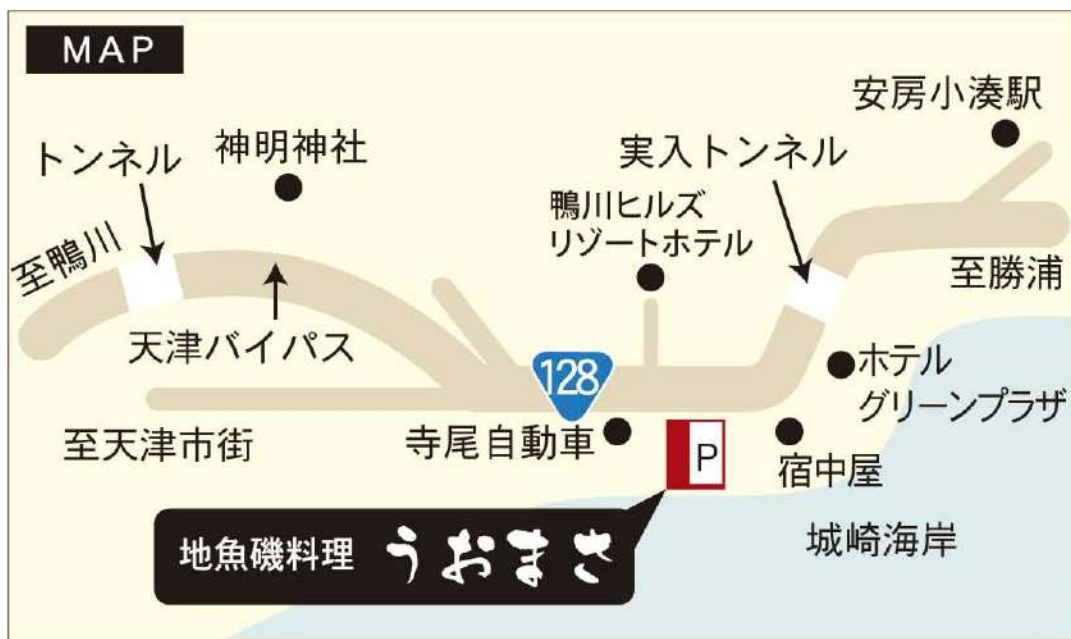 MAP
安房小湊駅
トンネル
神明神社
実入トンネル
鴨川ヒルズ
リゾートホテル
至鴨川
至勝浦
天津バイパス
128
ホテル
グリーンプラザ
至天津市街
寺尾自動車
P
宿中屋
地魚磯料理 うおまさ
城崎海岸